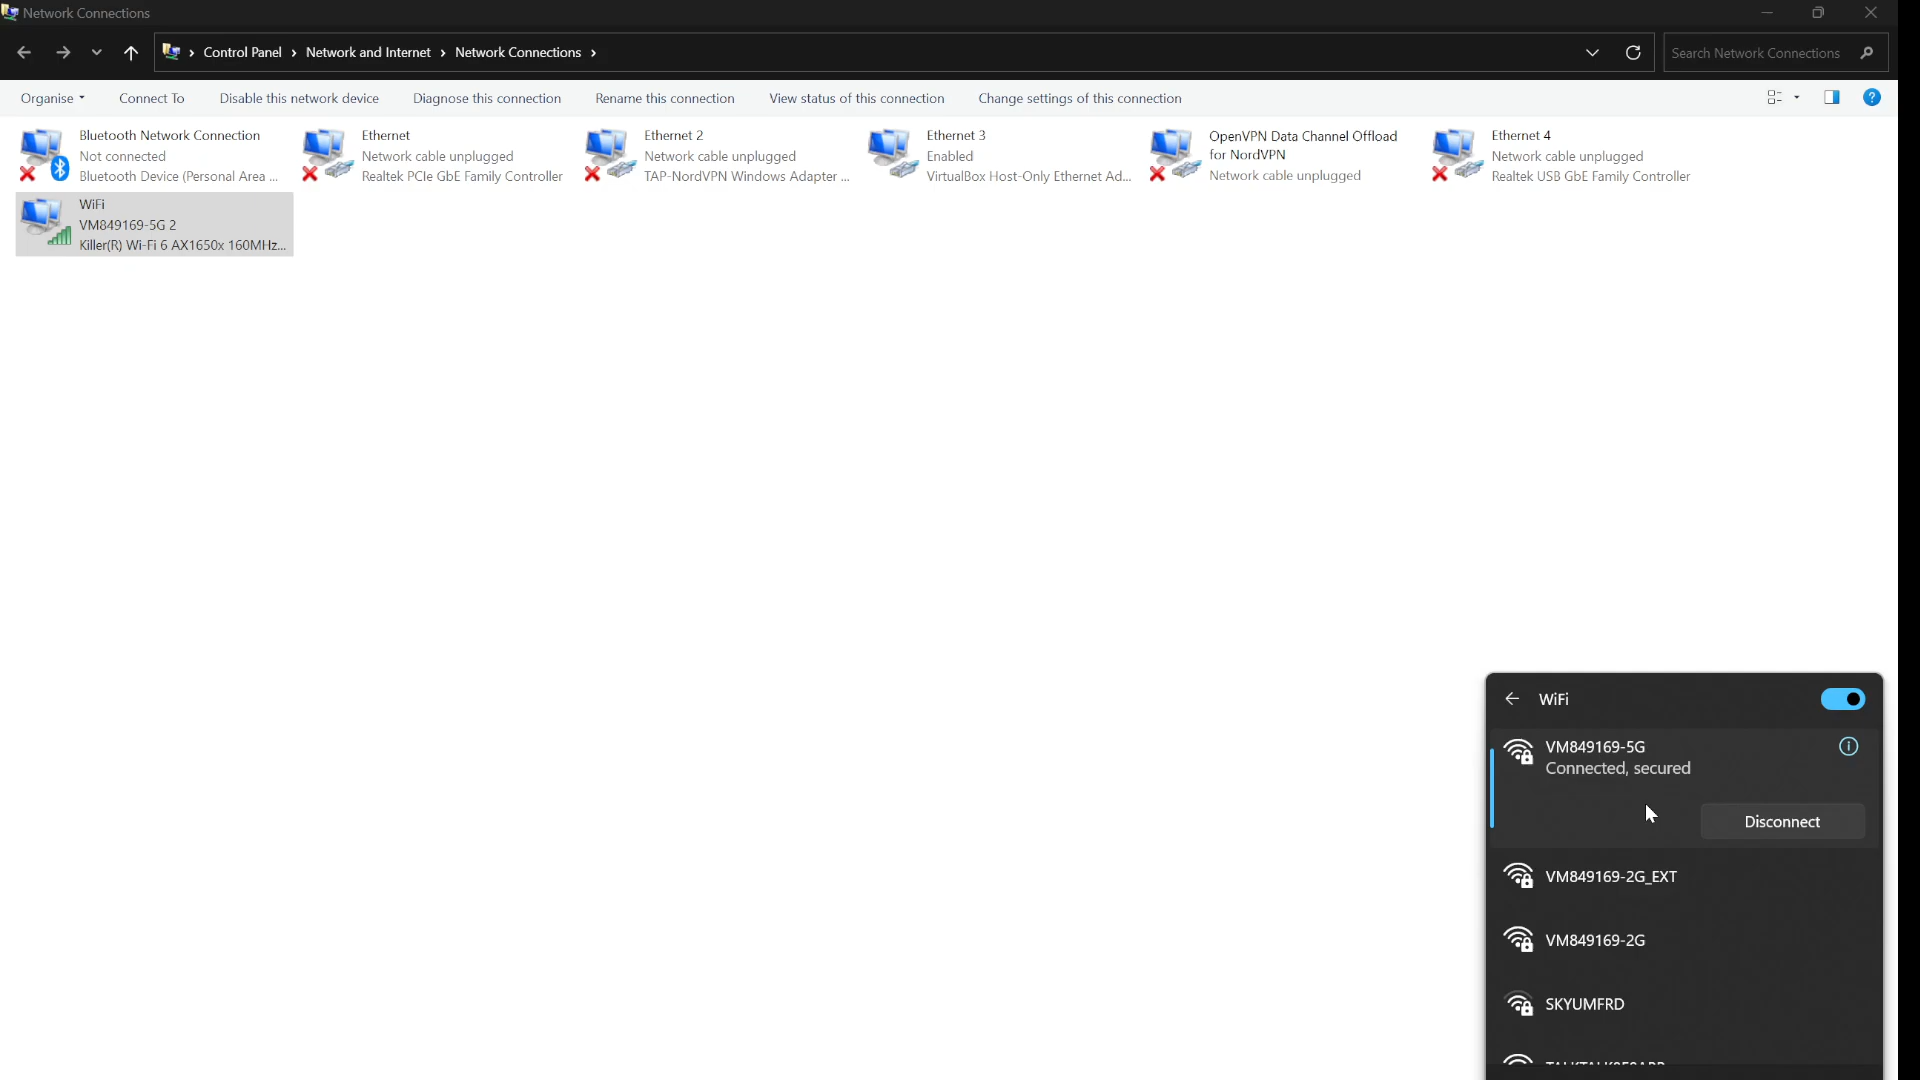 Network Connections
Control Panel > Network and Internet > Network Connections >
Search Network Connections
Organise
Connect To
Disable this network device
Diagnose this connection
Rename this connection
View status of this connection
Change settings of this connection
Bluetooth Network Connection
Not connected
Bluetooth Device (Personal Area ...
Ethernet
Network cable unplugged
Realtek PCIe GbE Family Controller
Ethernet 2
Network cable unplugged
TAP-NordVPN Windows Adapter ...
Ethernet 3
Enabled
VirtualBox Host-Only Ethernet Ad...
OpenVPN Data Channel Offload
for NordVPN
Network cable unplugged
Ethernet 4
Network cable unplugged
Realtek USB GbE Family Controller
WiFi
VM849169-5G 2
Killer(R) Wi-Fi 6 AX1650x 160MHz...
WiFi
VM849169-5G
Connected, secured
Disconnect
VM849169-2G_EXT
VM849169-2G
SKYUMFRD